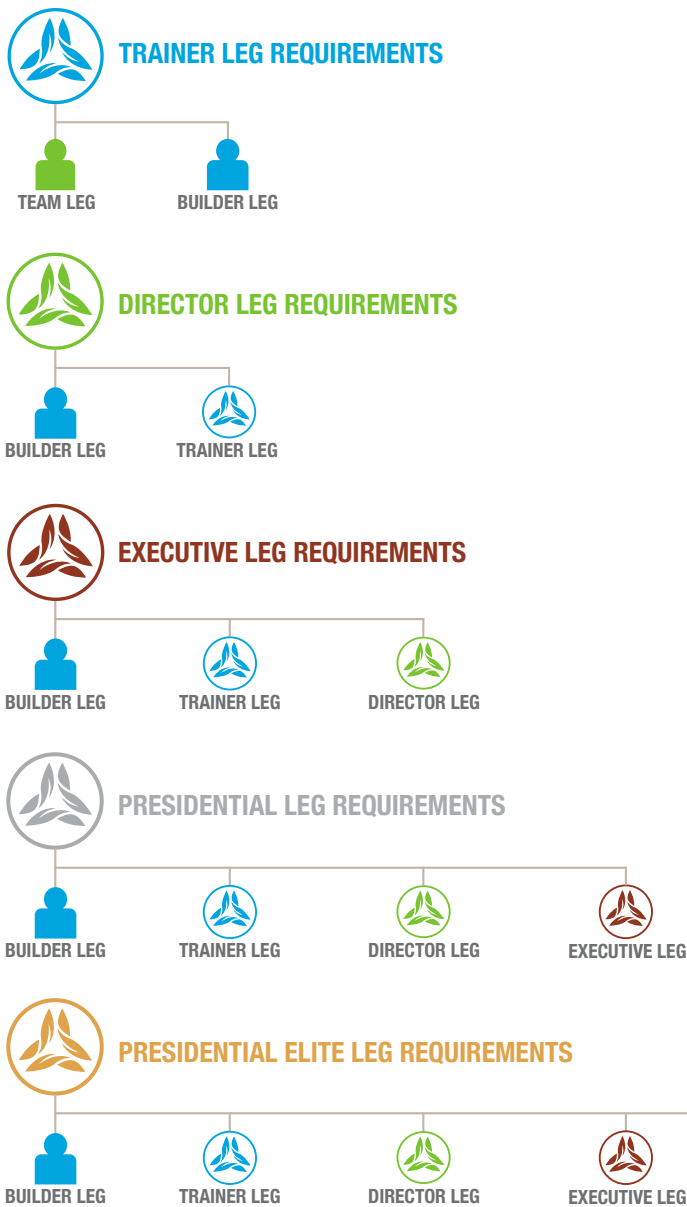 TRAINER LEG REQUIREMENTS
TEAM LEG
BUILDER LEG
DIRECTOR LEG REQUIREMENTS
BUILDER LEG
TRAINER LEG
EXECUTIVE LEG REQUIREMENTS
BUILDER LEG
TRAINER LEG
DIRECTOR LEG
PRESIDENTIAL LEG REQUIREMENTS
BUILDER LEG
TRAINER LEG
DIRECTOR LEG
EXECUTIVE LEG
PRESIDENTIAL ELITE LEG REQUIREMENTS
BUILDER LEG
TRAINER LEG
DIRECTOR LEG
EXECUTIVE LEG